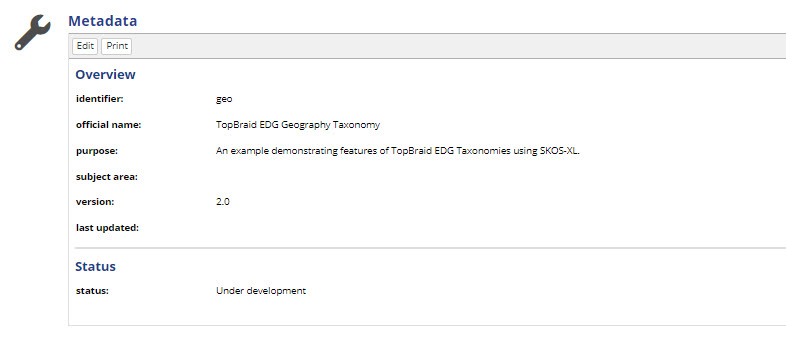 Metadata
Edit Print
Overview
identifier: geo
official name: TopBraid EDG Geography Taxonomy
purpose: An example demonstrating features of TopBraid EDG Taxonomies using SKOS-XL.
subject area:
version: 2.0
last updated:
Status
status: Under development